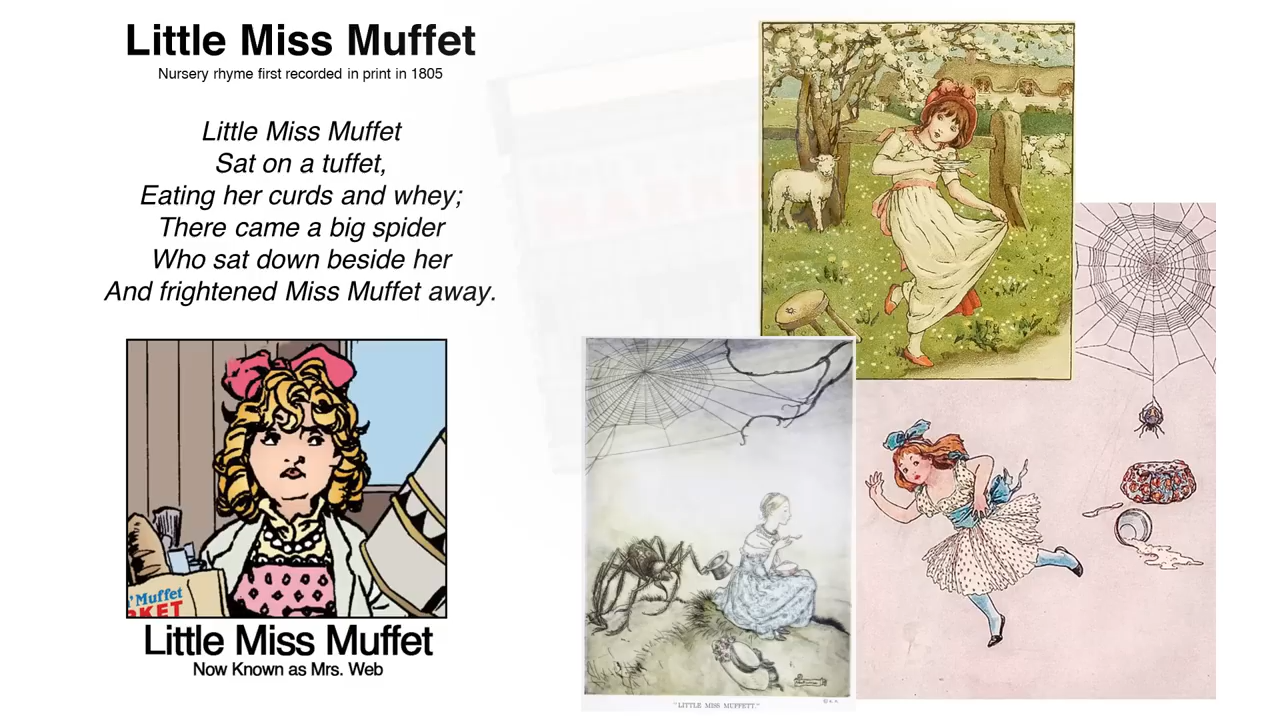 Little Miss Muffet
Nursery rhyme first recorded in print in 1805
Little Miss Muffet
Sat on a tuffet,
Eating her curds and whey;
There came a big spider
Who sat down beside her
And frightened Miss Muffet away.
Muffet
RKET
Little Miss Muffet
Now Known as Mrs. Web
"LITTLE MISS MUFFETT."